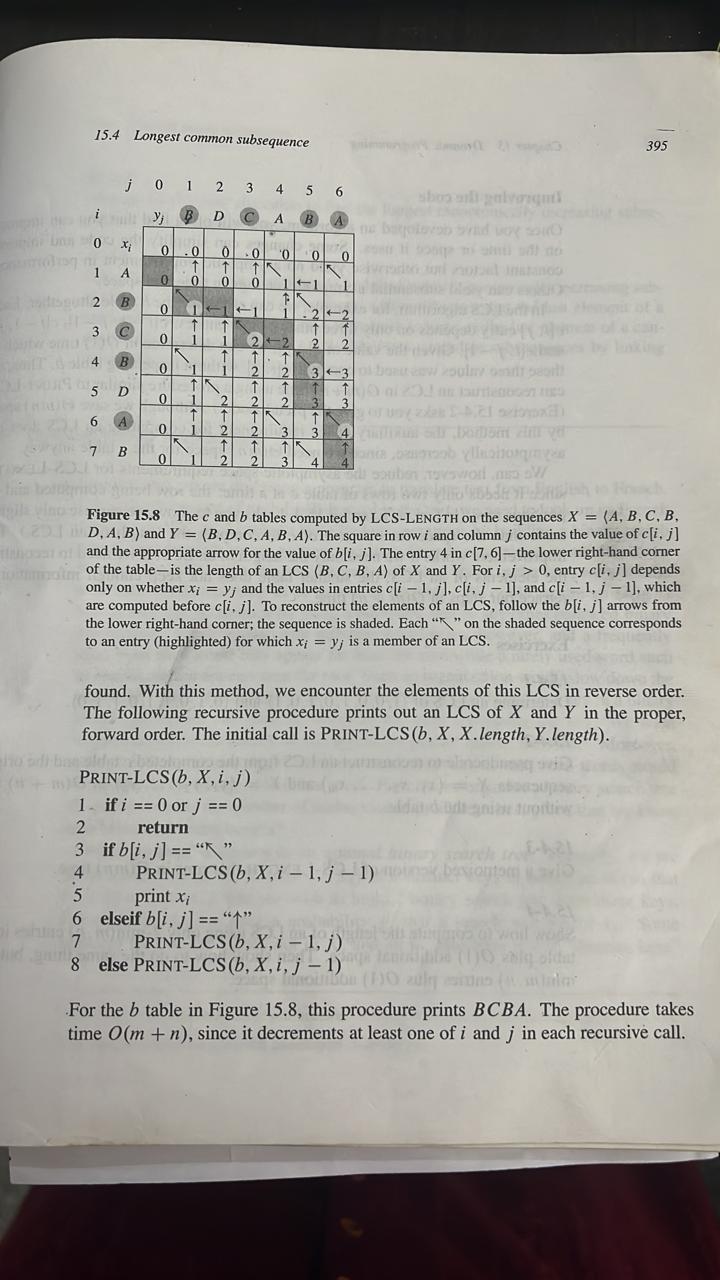 15.4 Longest common subsequence
395
j 0 1 2 3 4 5 6
i yj B D C A B A
0 xi 0 0 0 0 0 0 0
1 A 0 ↑0 ↑0 ↑0 ↖1 ←1 ↖1
2 B 0 ↖1 ←1 ←1 ↑1 ↖2 ←2
3 C 0 ↑1 ↑1 ↖2 ←2 ↑2 ↑2
4 B 0 ↖1 ↑1 ↑2 ↑2 ↖3 ←3
5 D 0 ↑1 ↖2 ↑2 ↑2 ↑3 ↑3
6 A 0 ↑1 ↑2 ↑2 ↖3 ↑3 ↖4
7 B 0 ↖1 ↑2 ↑2 ↑3 ↖4 ↑4
Figure 15.8 The c and b tables computed by LCS-LENGTH on the sequences X = ⟨A, B, C, B,
D, A, B⟩ and Y = ⟨B, D, C, A, B, A⟩. The square in row i and column j contains the value of c[i, j]
and the appropriate arrow for the value of b[i, j]. The entry 4 in c[7, 6]—the lower right-hand corner
of the table—is the length of an LCS ⟨B, C, B, A⟩ of X and Y. For i, j > 0, entry c[i, j] depends
only on whether xi = yj and the values in entries c[i − 1, j], c[i, j − 1], and c[i − 1, j − 1], which
are computed before c[i, j]. To reconstruct the elements of an LCS, follow the b[i, j] arrows from
the lower right-hand corner; the sequence is shaded. Each “↖” on the shaded sequence corresponds
to an entry (highlighted) for which xi = yj is a member of an LCS.
found. With this method, we encounter the elements of this LCS in reverse order.
The following recursive procedure prints out an LCS of X and Y in the proper,
forward order. The initial call is PRINT-LCS(b, X, X.length, Y.length).
PRINT-LCS(b, X, i, j)
1 if i == 0 or j == 0
2 return
3 if b[i, j] == “↖”
4 PRINT-LCS(b, X, i − 1, j − 1)
5 print xi
6 elseif b[i, j] == “↑”
7 PRINT-LCS(b, X, i − 1, j)
8 else PRINT-LCS(b, X, i, j − 1)
For the b table in Figure 15.8, this procedure prints BCBA. The procedure takes
time O(m + n), since it decrements at least one of i and j in each recursive call.